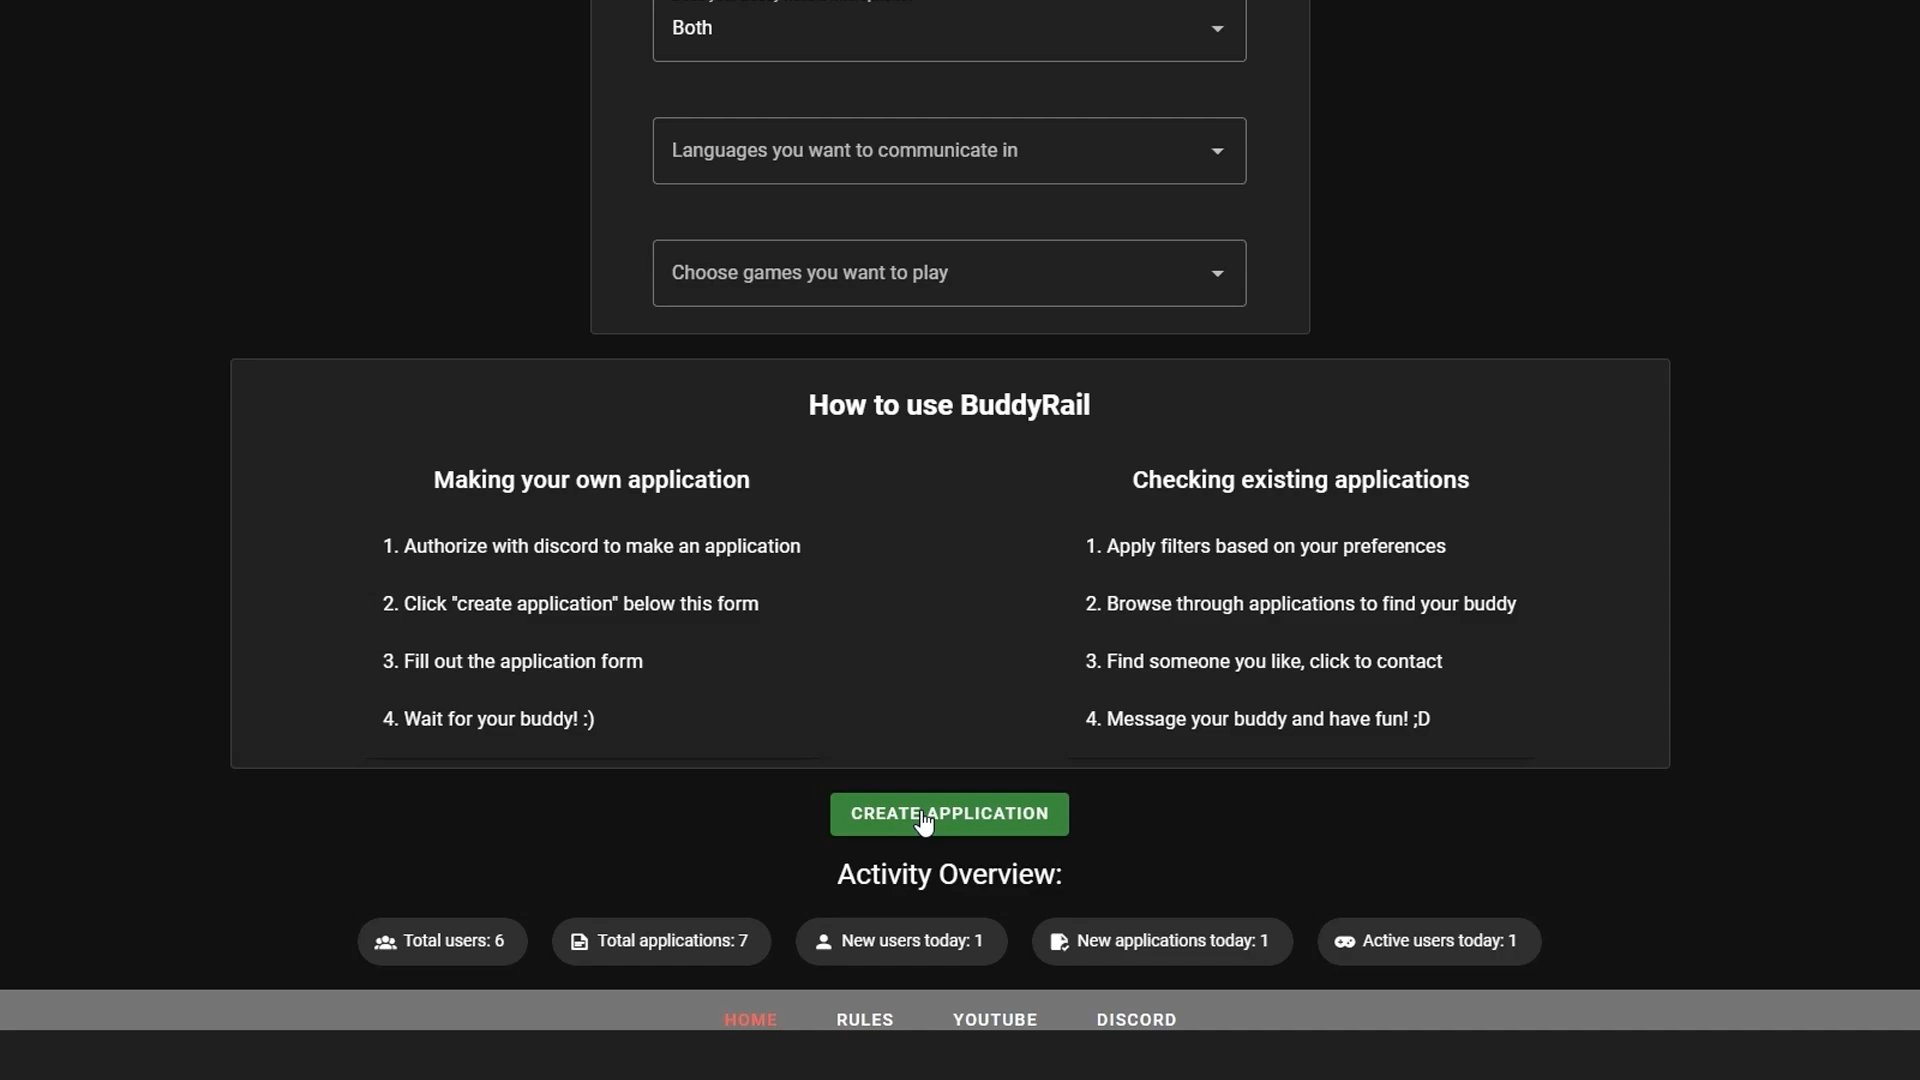 Both
Languages you want to communicate in
Choose games you want to play
How to use BuddyRail
Making your own application
1. Authorize with discord to make an application
2. Click "create application" below this form
3. Fill out the application form
4. Wait for your buddy! :)
Checking existing applications
1. Apply filters based on your preferences
2. Browse through applications to find your buddy
3. Find someone you like, click to contact
4. Message your buddy and have fun! ;D
CREATE APPLICATION
Activity Overview:
Total users: 6
Total applications: 7
New users today: 1
New applications today: 1
Active users today: 1
HOME
RULES
YOUTUBE
DISCORD